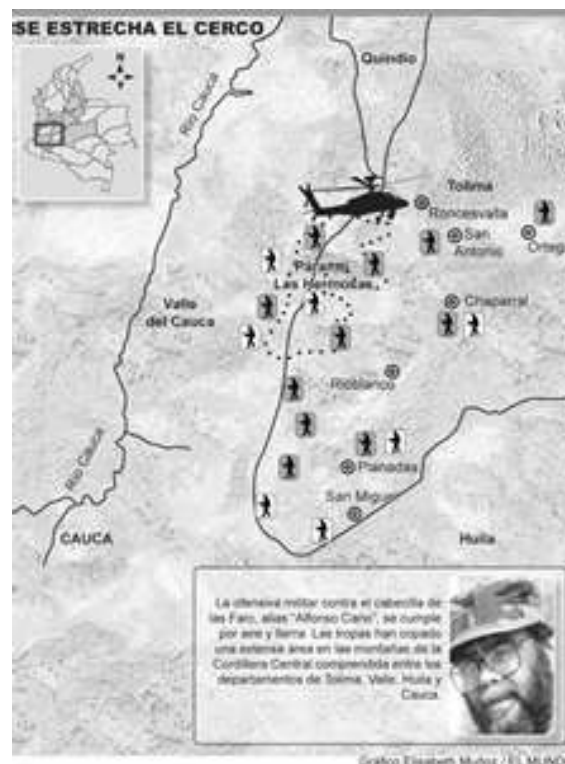 SE ESTRECHA EL CERCO
N
Quindío
Río Cauca
Tolima
Roncesvalle
San
Antonio
Ortega
Páramo
Las Hermosas
Valle
del Cauca
Chaparral
Rioblanco
Río Cauca
Planadas
San Miguel
CAUCA
Huila
La ofensiva militar contra el cabecilla de
las Farc, alias "Alfonso Cano", se cumple
por aire y tierra. Las tropas han copado
una extensa área en las montañas de la
Cordillera Central comprendida entre los
departamentos de Tolima, Valle, Huila y
Cauca.
Gráfico Elisabeth Muñoz / EL MUNDO